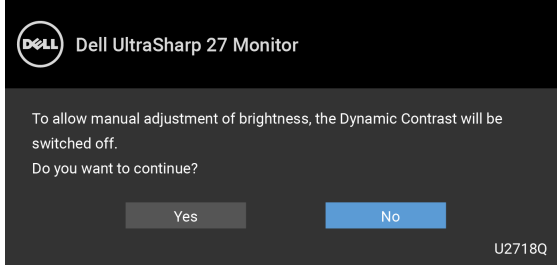 DELL
Dell UltraSharp 27 Monitor
To allow manual adjustment of brightness, the Dynamic Contrast will be
switched off.
Do you want to continue?
Yes
No
U2718Q